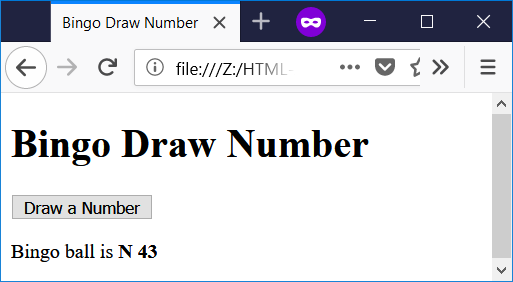 Bingo Draw Number
file:///Z:/HTML-
Bingo Draw Number
Draw a Number
Bingo ball is N 43